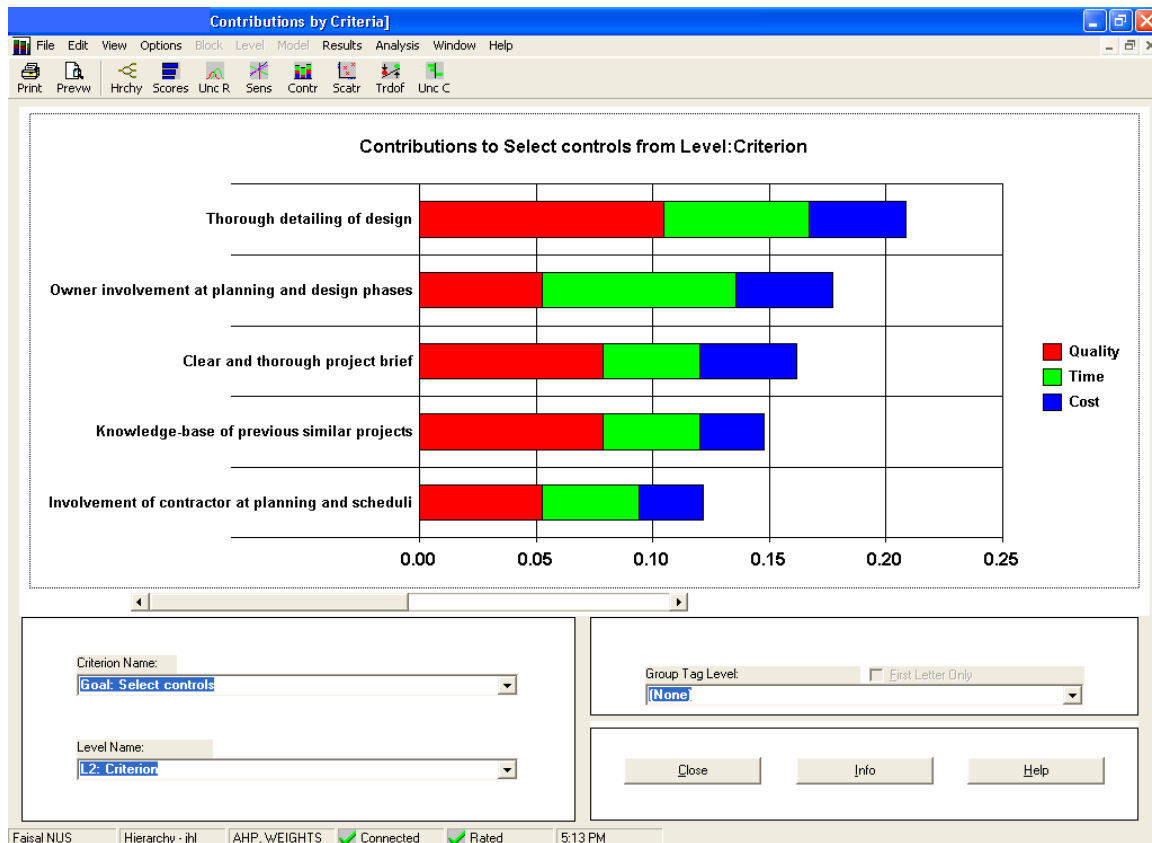 Contributions by Criteria]
File Edit View Options Block Level Model Results Analysis Window Help
Print Prevw Hrchy Scores Unc R Sens Contr Scatr Trdof Unc C
Contributions to Select controls from Level:Criterion
Thorough detailing of design
Owner involvement at planning and design phases
Clear and thorough project brief
Knowledge-base of previous similar projects
Involvement of contractor at planning and scheduli
Quality
Time
Cost
0.00 0.05 0.10 0.15 0.20 0.25
Criterion Name:
Goal: Select controls
Level Name:
L2: Criterion
Group Tag Level:
First Letter Only
(None)
Close Info Help
Faisal NUS Hierarchy - ihl AHP, WEIGHTS Connected Rated 5:13 PM